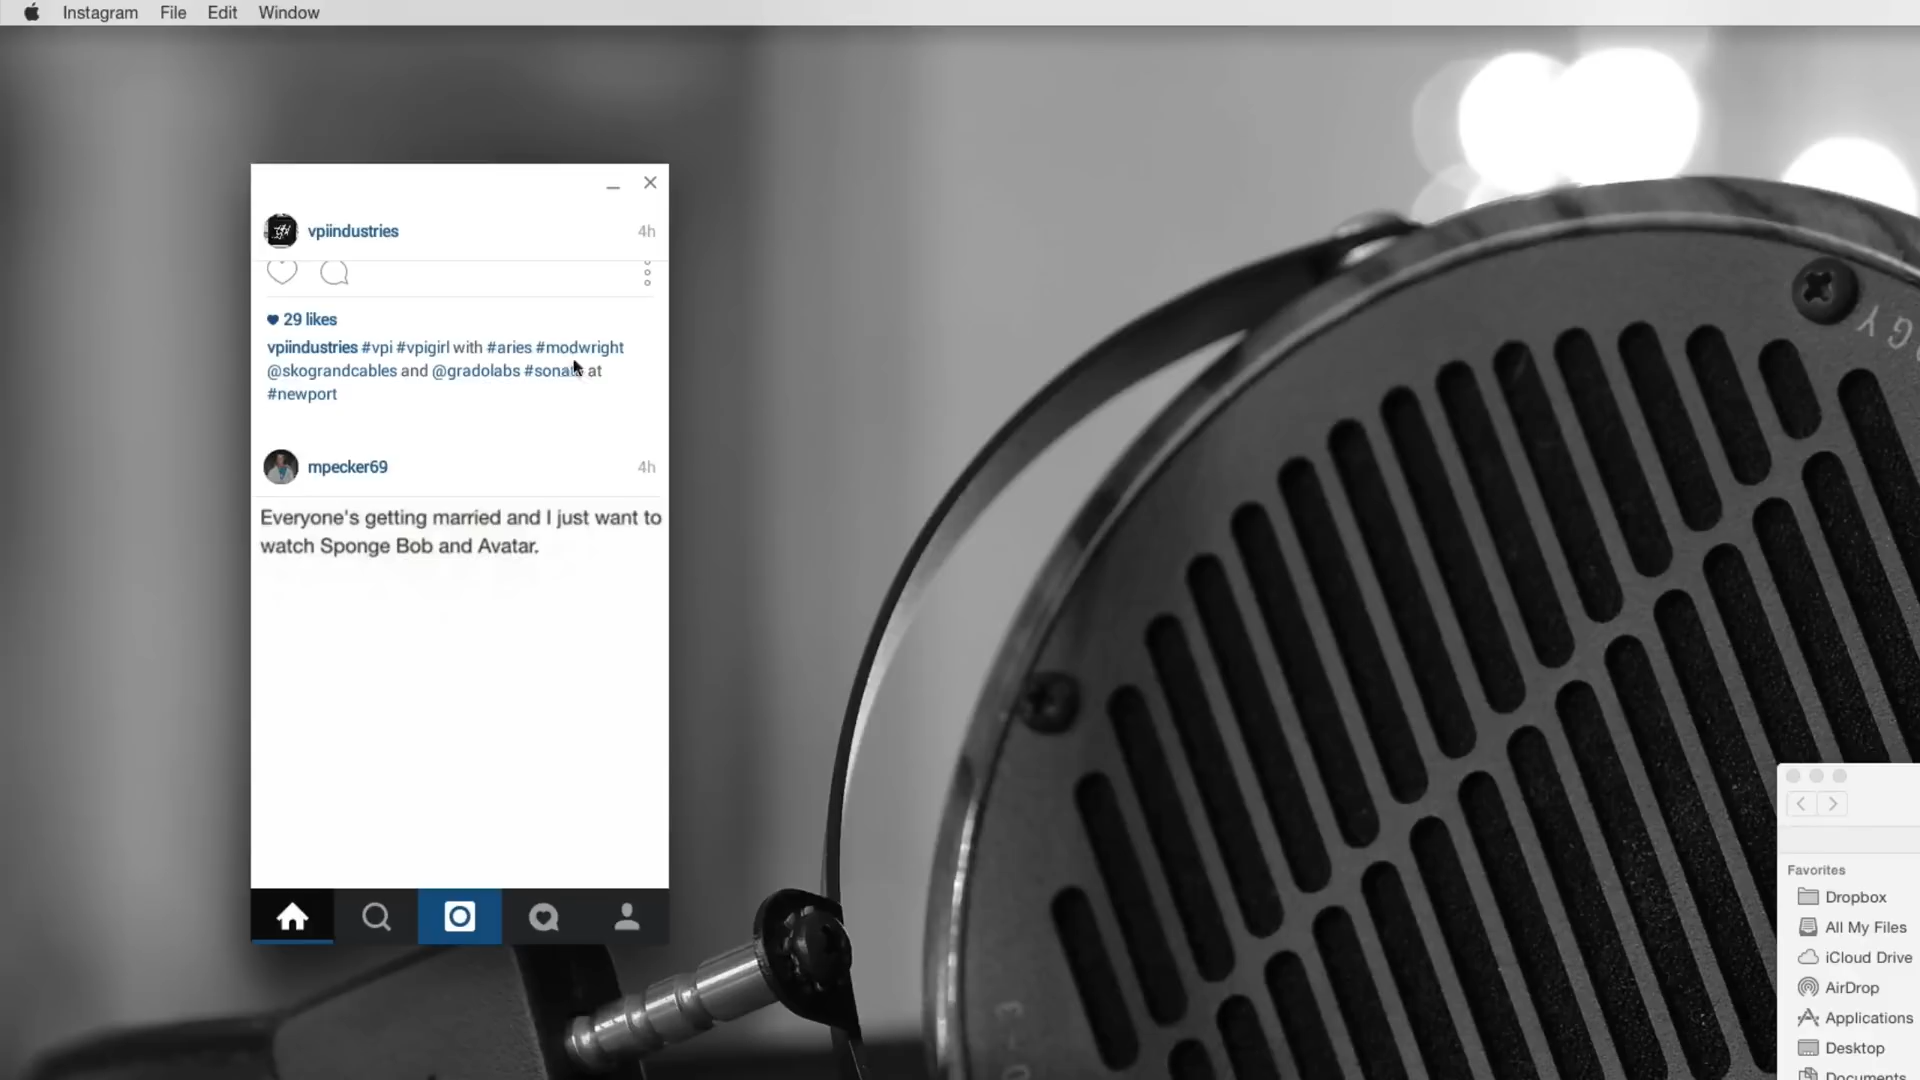 Instagram File Edit Window
vpiindustries 4h
29 likes
vpiindustries #vpi #vpigirl with #aries #modwright
@skograndcables and @gradolabs #sonata at
#newport
mpecker69 4h
Everyone's getting married and I just want to
watch Sponge Bob and Avatar.
Favorites
Dropbox
All My Files
iCloud Drive
AirDrop
Applications
Desktop
Documents